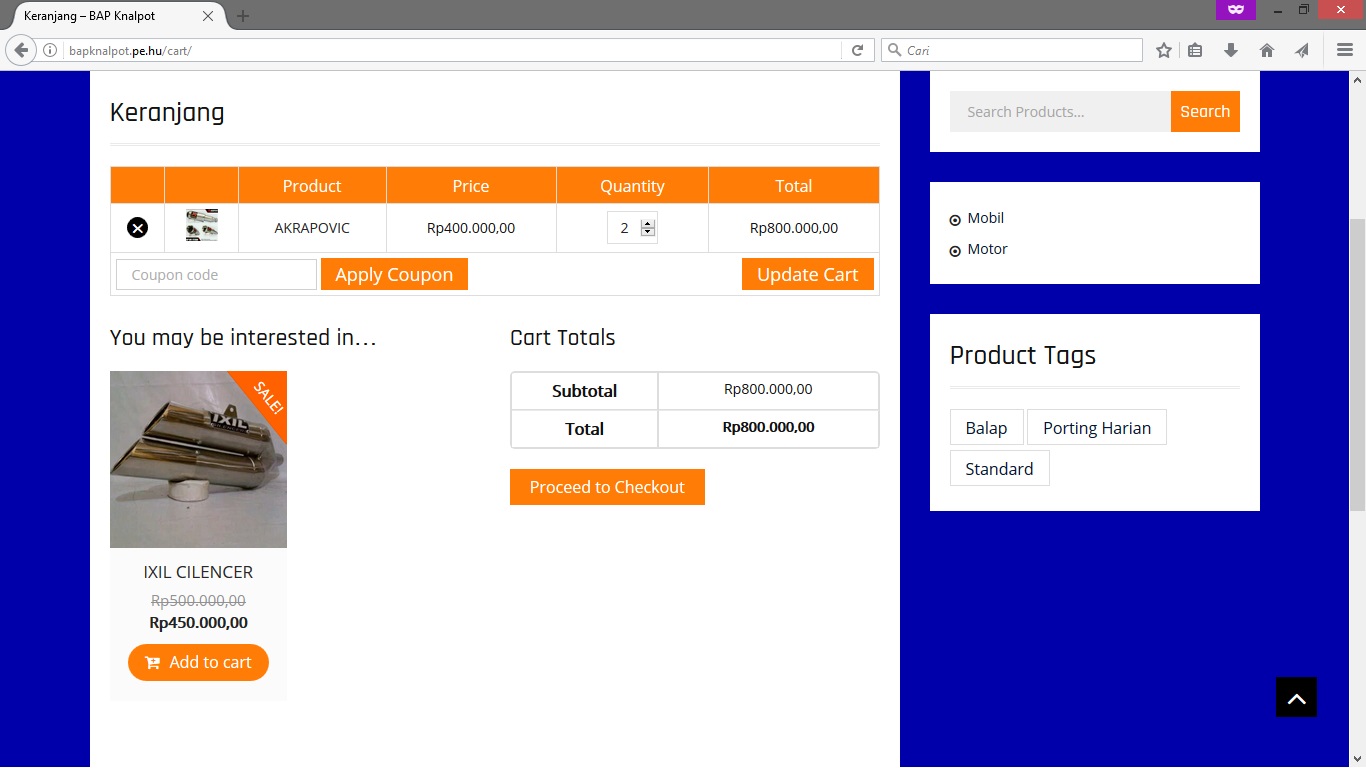 Keranjang – BAP Knalpot
bapknalpot.pe.hu/cart/
Cari
Keranjang
Product Price Quantity Total
AKRAPOVIC Rp400.000,00 2 Rp800.000,00
Coupon code Apply Coupon Update Cart
You may be interested in…
SALE!
IXIL
IXIL CILENCER
Rp500.000,00
Rp450.000,00
Add to cart
Cart Totals
Subtotal Rp800.000,00
Total Rp800.000,00
Proceed to Checkout
Search Products... Search
Mobil
Motor
Product Tags
Balap Porting Harian
Standard